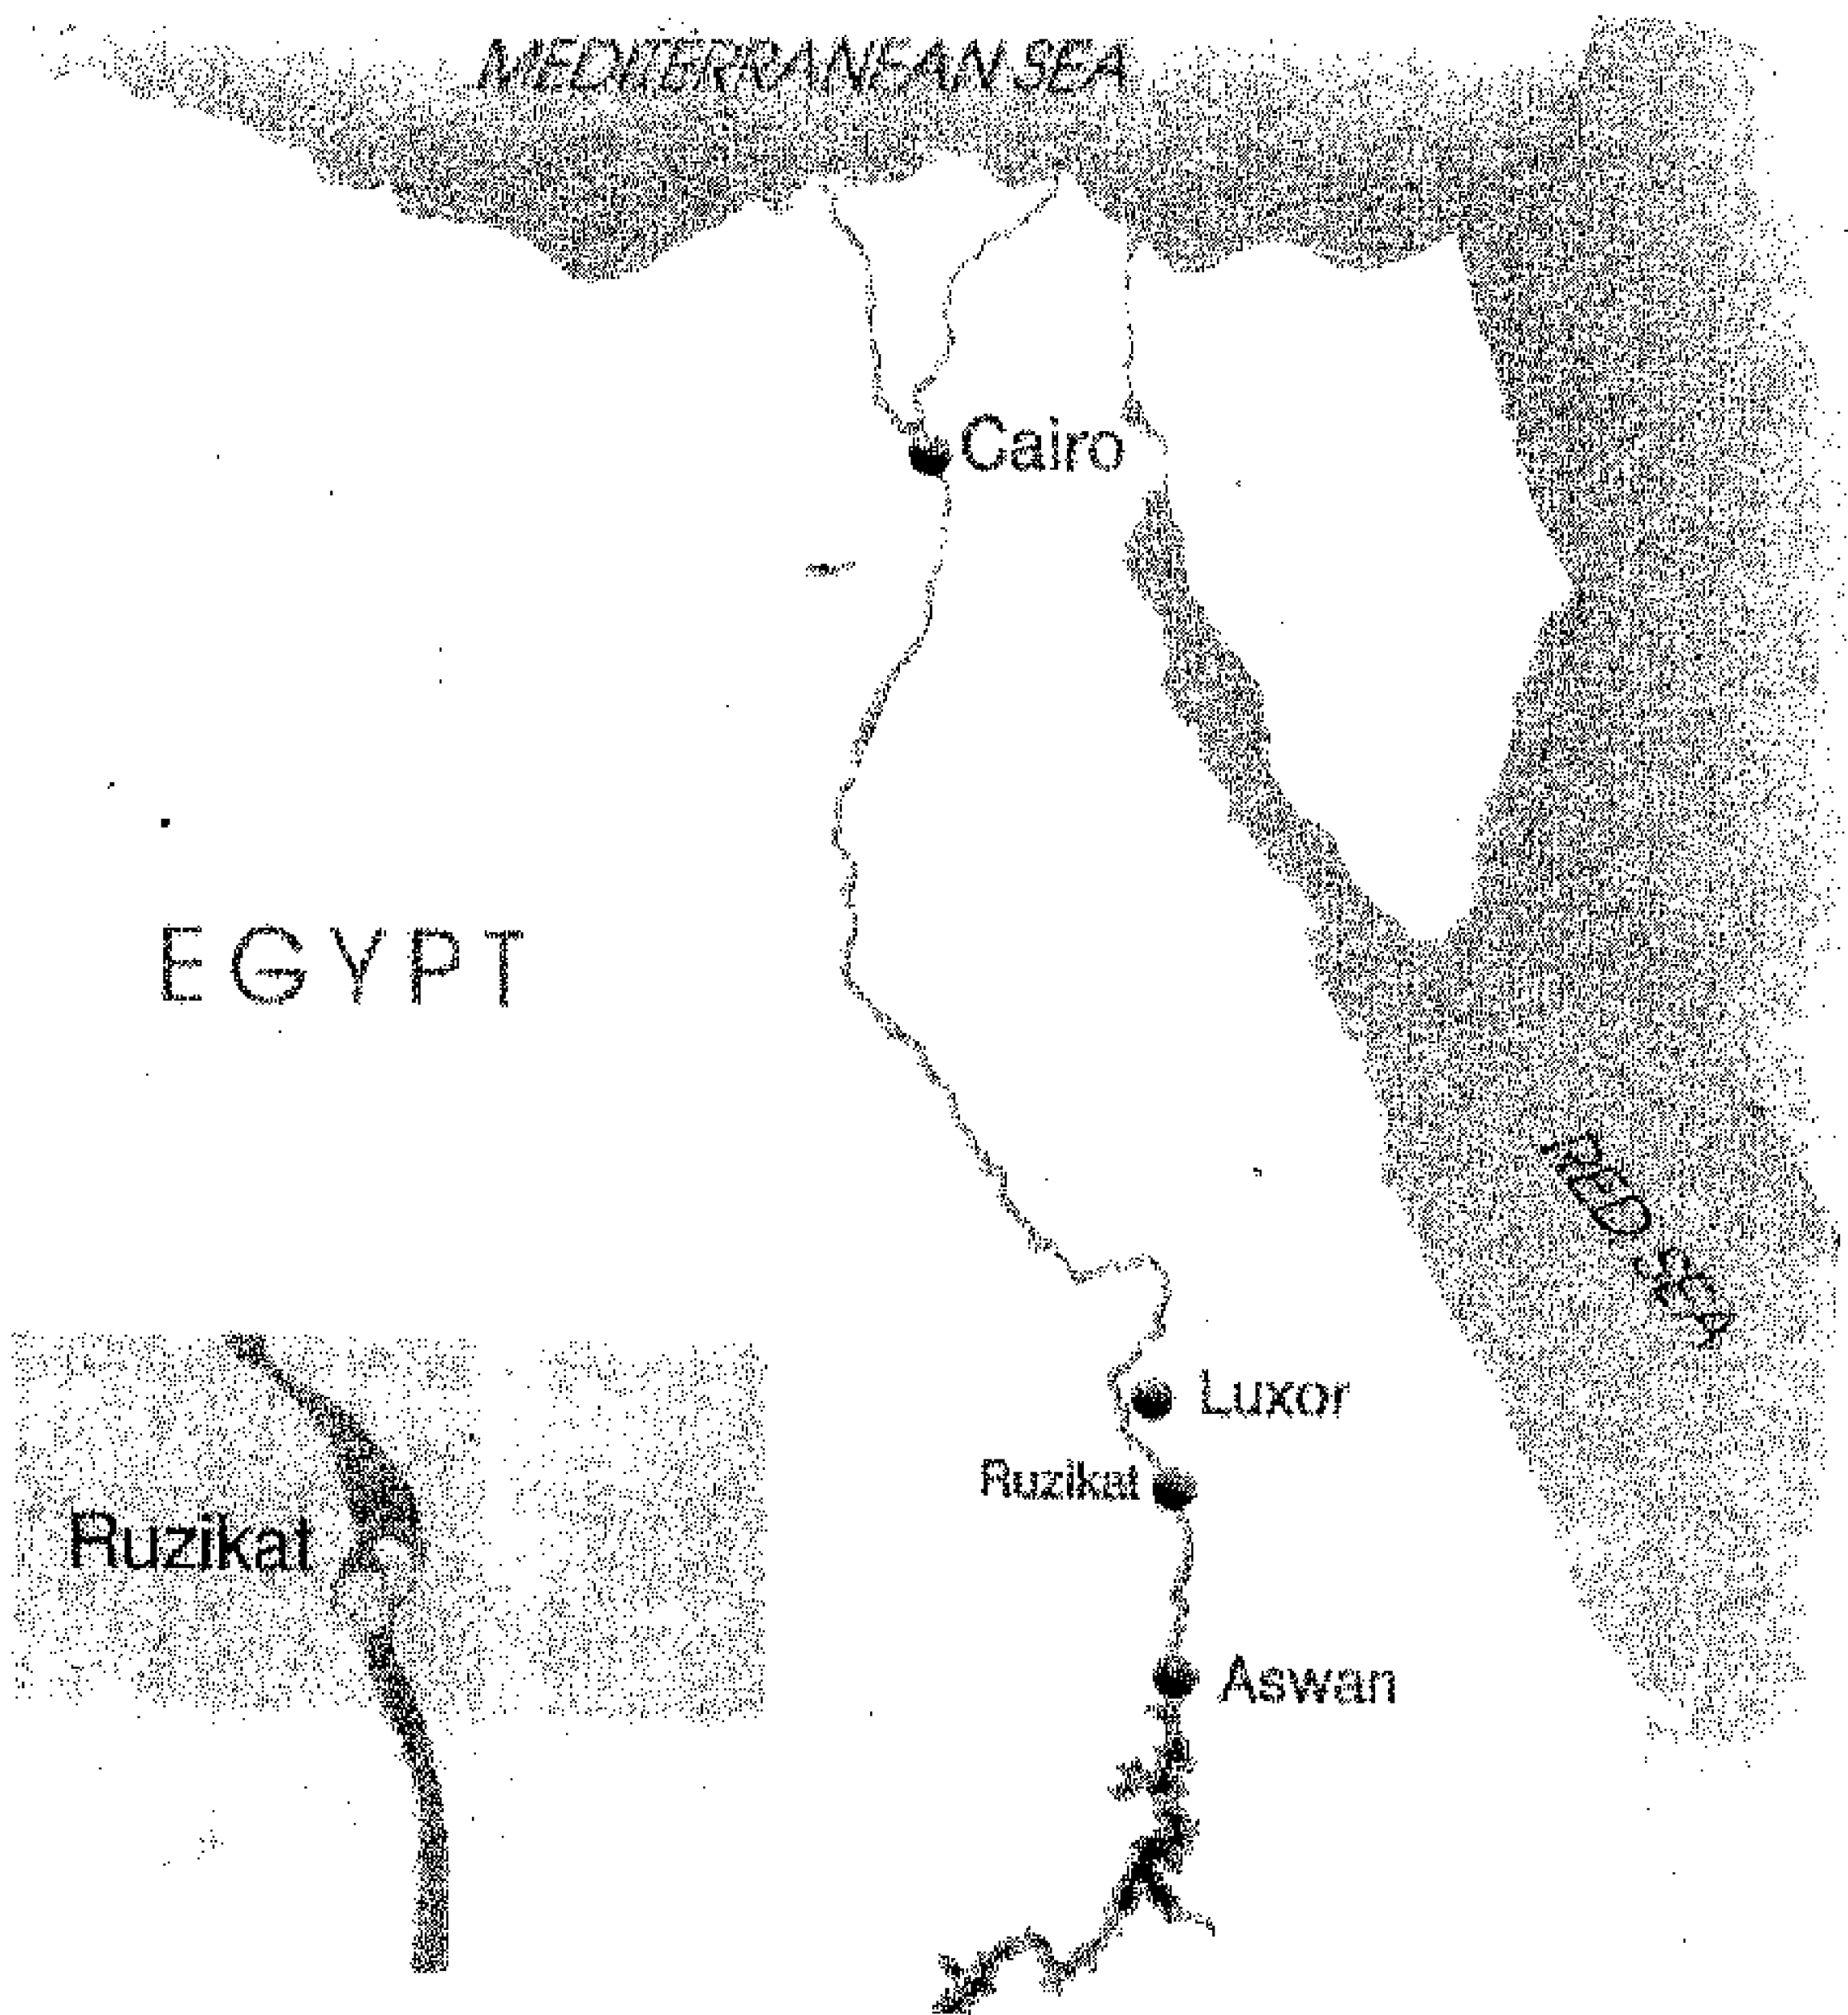 MEDITERRANEAN SEA
Cairo
EGYPT
RED SEA
Luxor
Ruzikat
Ruzikat
Aswan